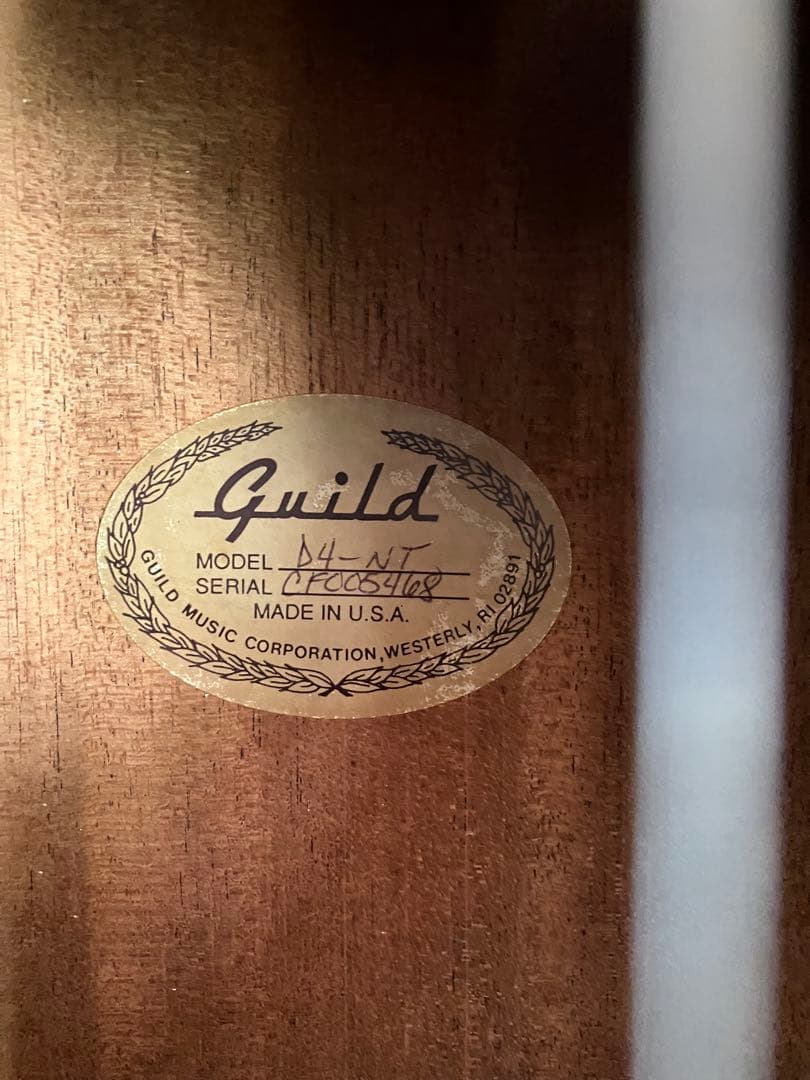 Guild
MODEL D4-NT
SERIAL CF005468
MADE IN U.S.A.
GUILD MUSIC CORPORATION, WESTERLY, RI 02891